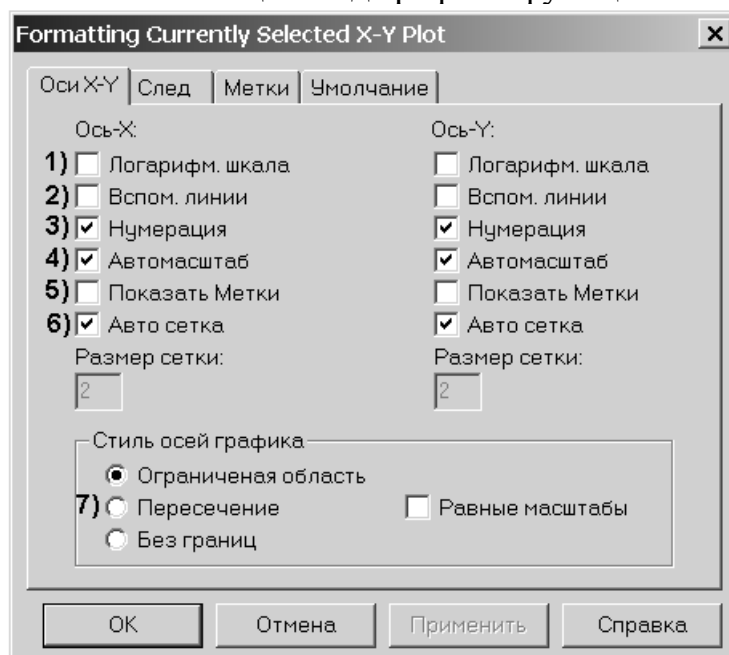 Formatting Currently Selected X-Y Plot
Оси X-Y След Метки Умолчание
Ось-X: Ось-Y:
1) Логарифм. шкала Логарифм. шкала
2) Вспом. линии Вспом. линии
3) Нумерация Нумерация
4) Автомасштаб Автомасштаб
5) Показать Метки Показать Метки
6) Авто сетка Авто сетка
Размер сетки: Размер сетки:
2 2
Стиль осей графика
Ограниченая область
7) Пересечение Равные масштабы
Без границ
OK Отмена Применить Справка